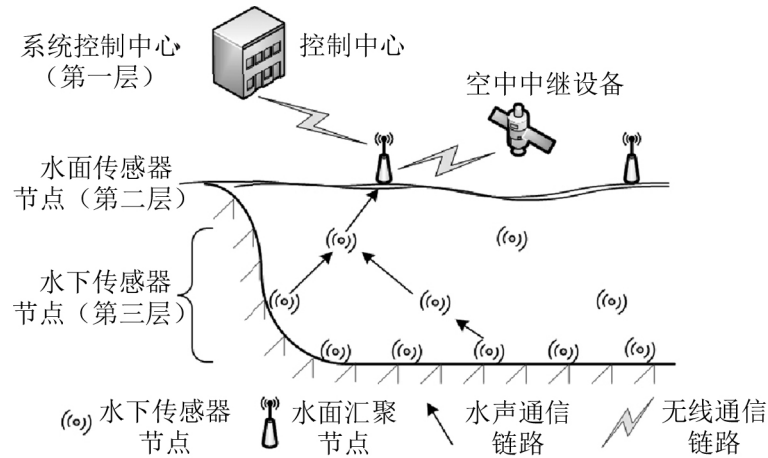 系统控制中心
（第一层）
控制中心
空中中继设备
水面传感器
节点（第二层）
水下传感器
节点（第三层）
水下传感器
节点
水面汇聚
节点
水声通信
链路
无线通信
链路